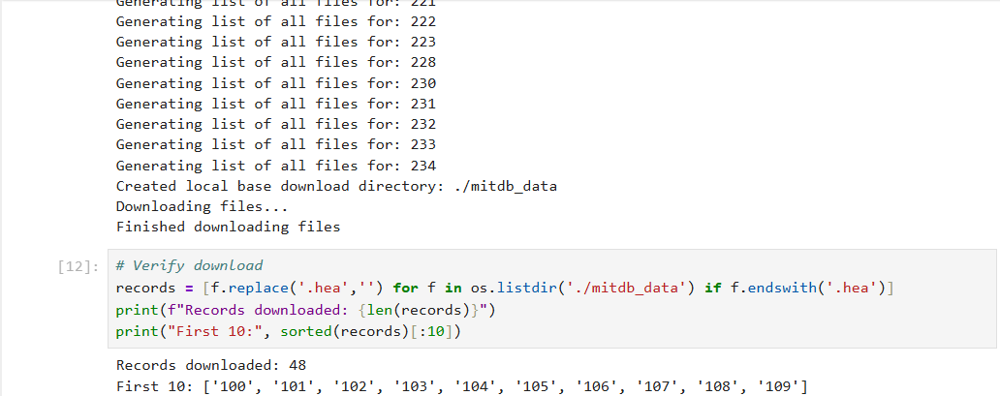 Generating list of all files for: 221
Generating list of all files for: 222
Generating list of all files for: 223
Generating list of all files for: 228
Generating list of all files for: 230
Generating list of all files for: 231
Generating list of all files for: 232
Generating list of all files for: 233
Generating list of all files for: 234
Created local base download directory: ./mitdb_data
Downloading files...
Finished downloading files
[12]: # Verify download
records = [f.replace('.hea','') for f in os.listdir('./mitdb_data') if f.endswith('.hea')]
print(f"Records downloaded: {len(records)}")
print("First 10:", sorted(records)[:10])
Records downloaded: 48
First 10: ['100', '101', '102', '103', '104', '105', '106', '107', '108', '109']